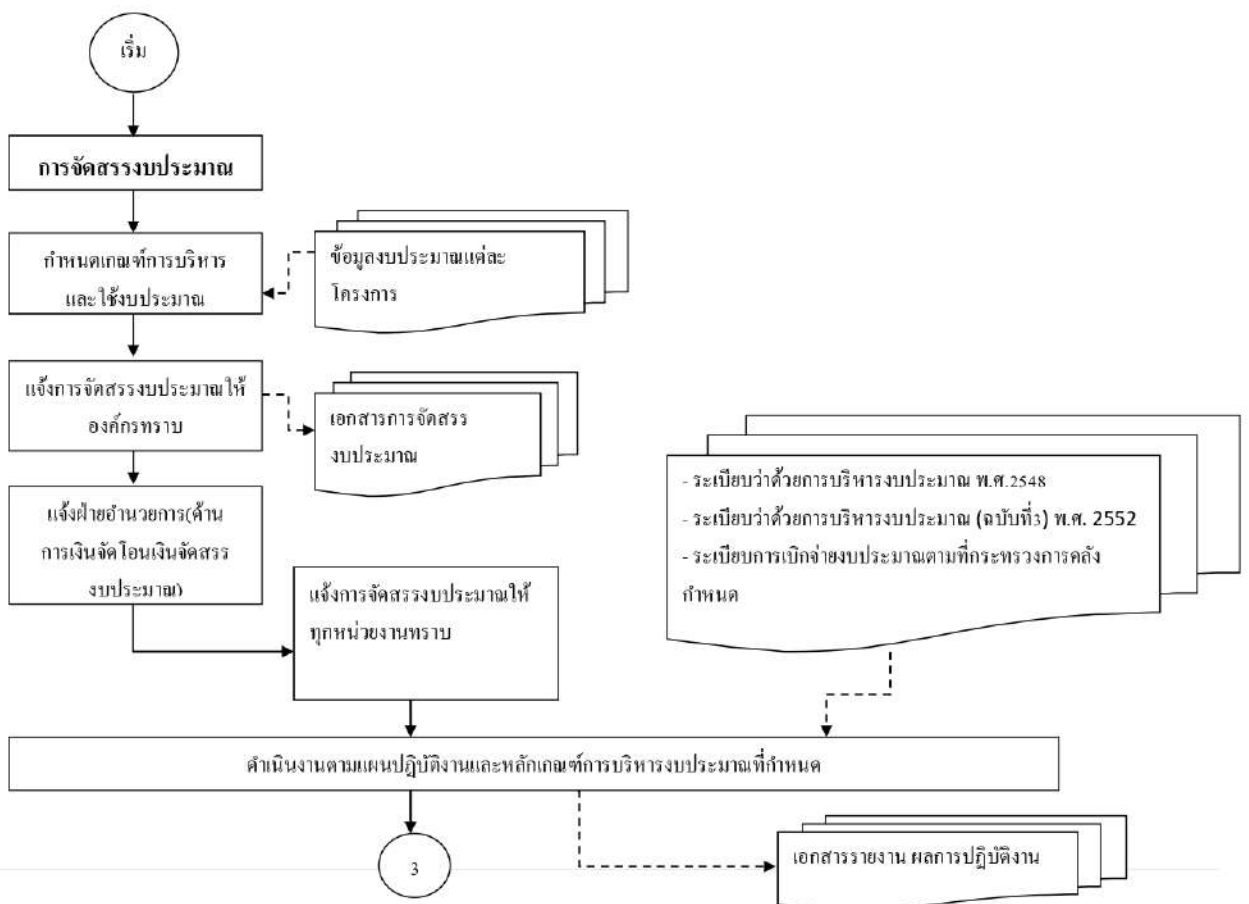 เริ่ม
การจัดสรรงบประมาณ
กำหนดเกณฑ์การบริหาร
และใช้งบประมาณ
ข้อมูลงบประมาณแต่ละ
โครงการ
แจ้งการจัดสรรงบประมาณให้
องค์กรทราบ
เอกสารการจัดสรร
งบประมาณ
แจ้งฝ่ายอำนวยการ(ด้าน
การเงินจัดโอนเงินจัดสรร
งบประมาณ)
แจ้งการจัดสรรงบประมาณให้
ทุกหน่วยงานทราบ
- ระเบียบว่าด้วยการบริหารงบประมาณ พ.ศ.2548
- ระเบียบว่าด้วยการบริหารงบประมาณ (ฉบับที่3) พ.ศ. 2552
- ระเบียบการเบิกจ่ายงบประมาณตามที่กระทรวงการคลัง
กำหนด
ดำเนินงานตามแผนปฏิบัติงานและหลักเกณฑ์การบริหารงบประมาณที่กำหนด
3
เอกสารรายงาน ผลการปฏิบัติงาน